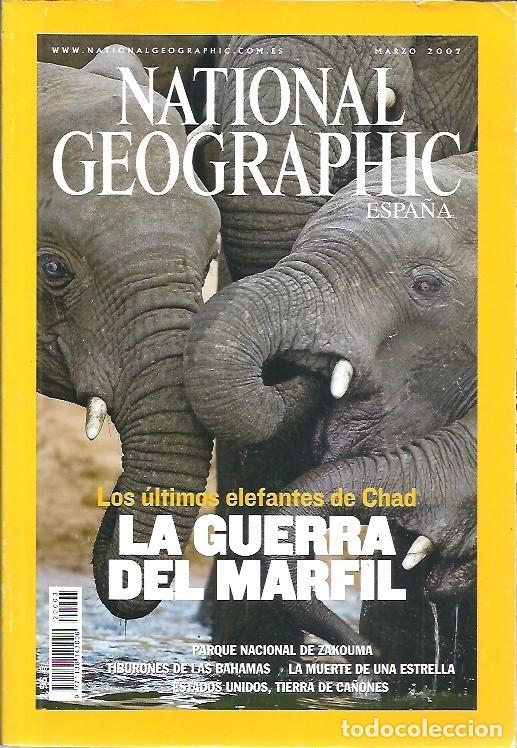 WWW.NATIONALGEOGRAPHIC.COM.ES
MARZO 2007
NATIONAL
GEOGRAPHIC
ESPAÑA
Los últimos elefantes de Chad
LA GUERRA
DEL MARFIL
PARQUE NACIONAL DE ZAKOUMA
TIBURONES DE LAS BAHAMAS / LA MUERTE DE UNA ESTRELLA
ESTADOS UNIDOS, TIERRA DE CAÑONES
20003
todocoleccion